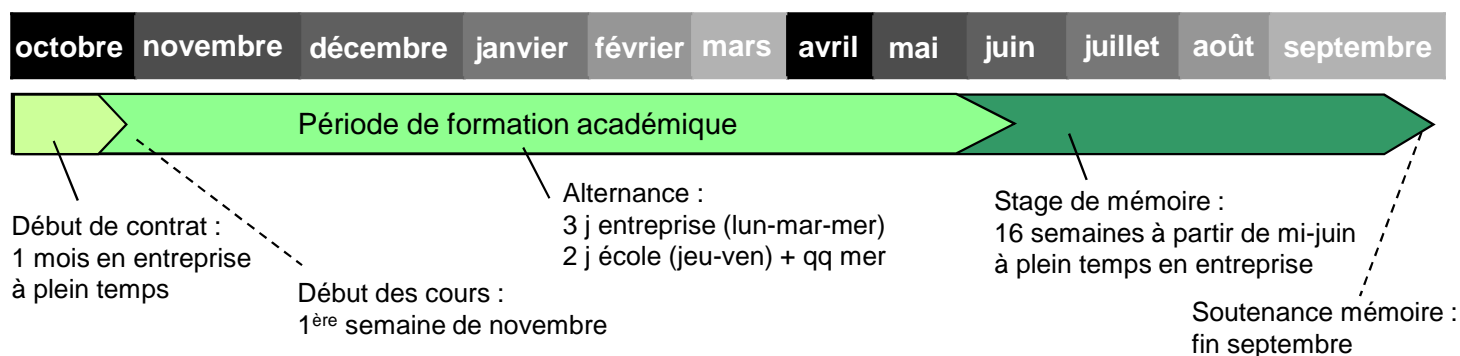 octobre novembre décembre janvier février mars avril mai juin juillet août septembre
Période de formation académique
Début de contrat :
1 mois en entreprise
à plein temps
Début des cours :
1ère semaine de novembre
Alternance :
3 j entreprise (lun-mar-mer)
2 j école (jeu-ven) + qq mer
Stage de mémoire :
16 semaines à partir de mi-juin
à plein temps en entreprise
Soutenance mémoire :
fin septembre